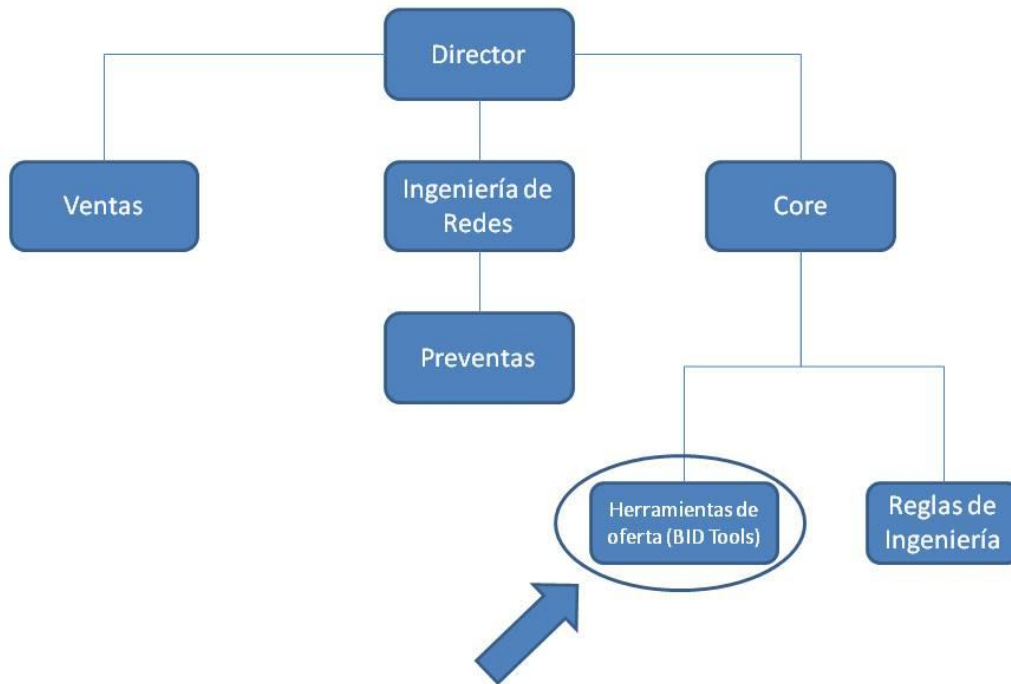 Director
Ventas
Ingeniería de
Redes
Core
Preventas
Herramientas de
oferta (BID Tools)
Reglas de
Ingeniería